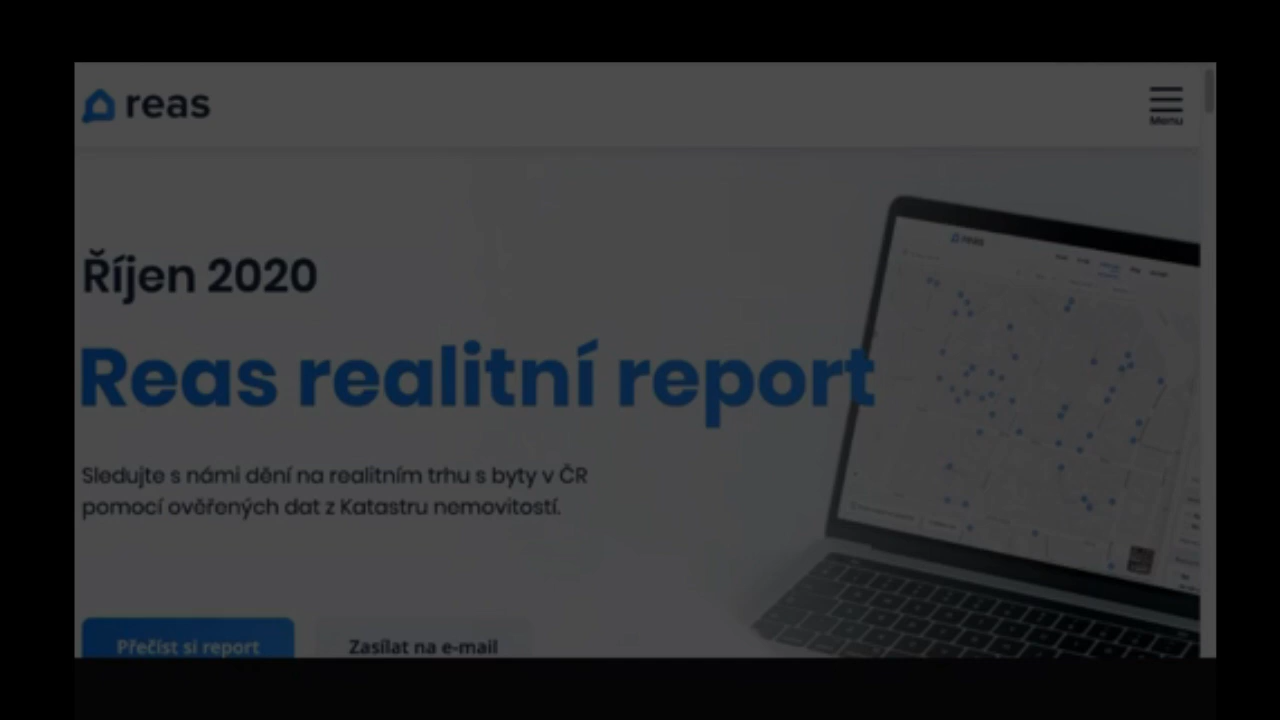 reas
Menu
Říjen 2020
Reas realitní report
Sledujte s námi dění na realitním trhu s byty v ČR
pomocí ověřených dat z Katastru nemovitostí.
Přečíst si report
Zasílat na e-mail
reas